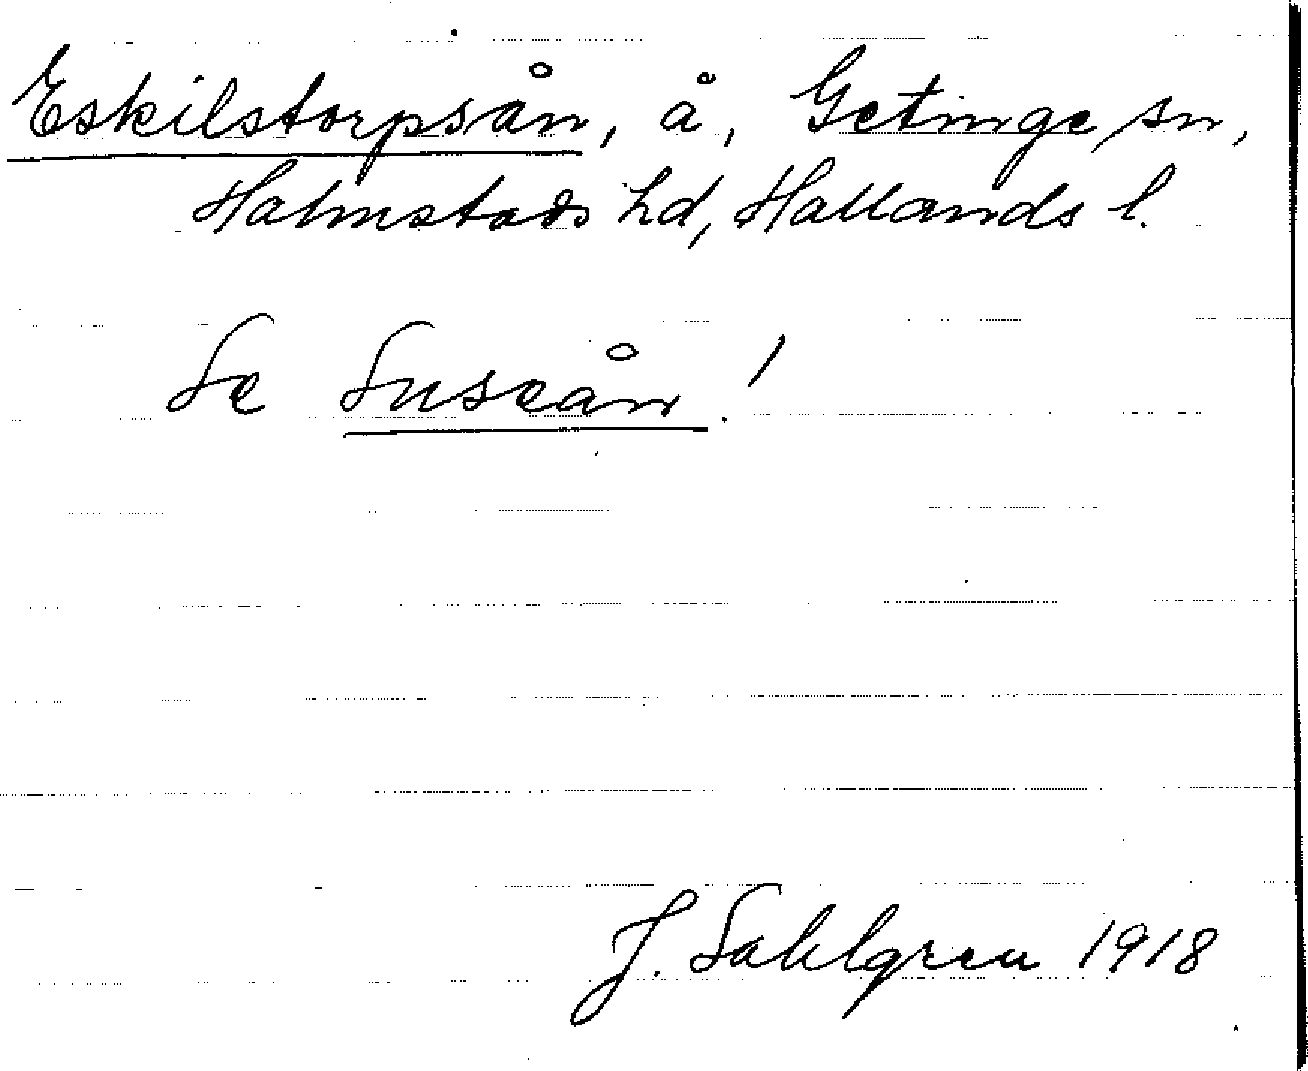 Eskilstorpsån, å, Getinge sn,
Halmstads hd, Hallands l.
Se Suseån!
J. Sahlgren 1918